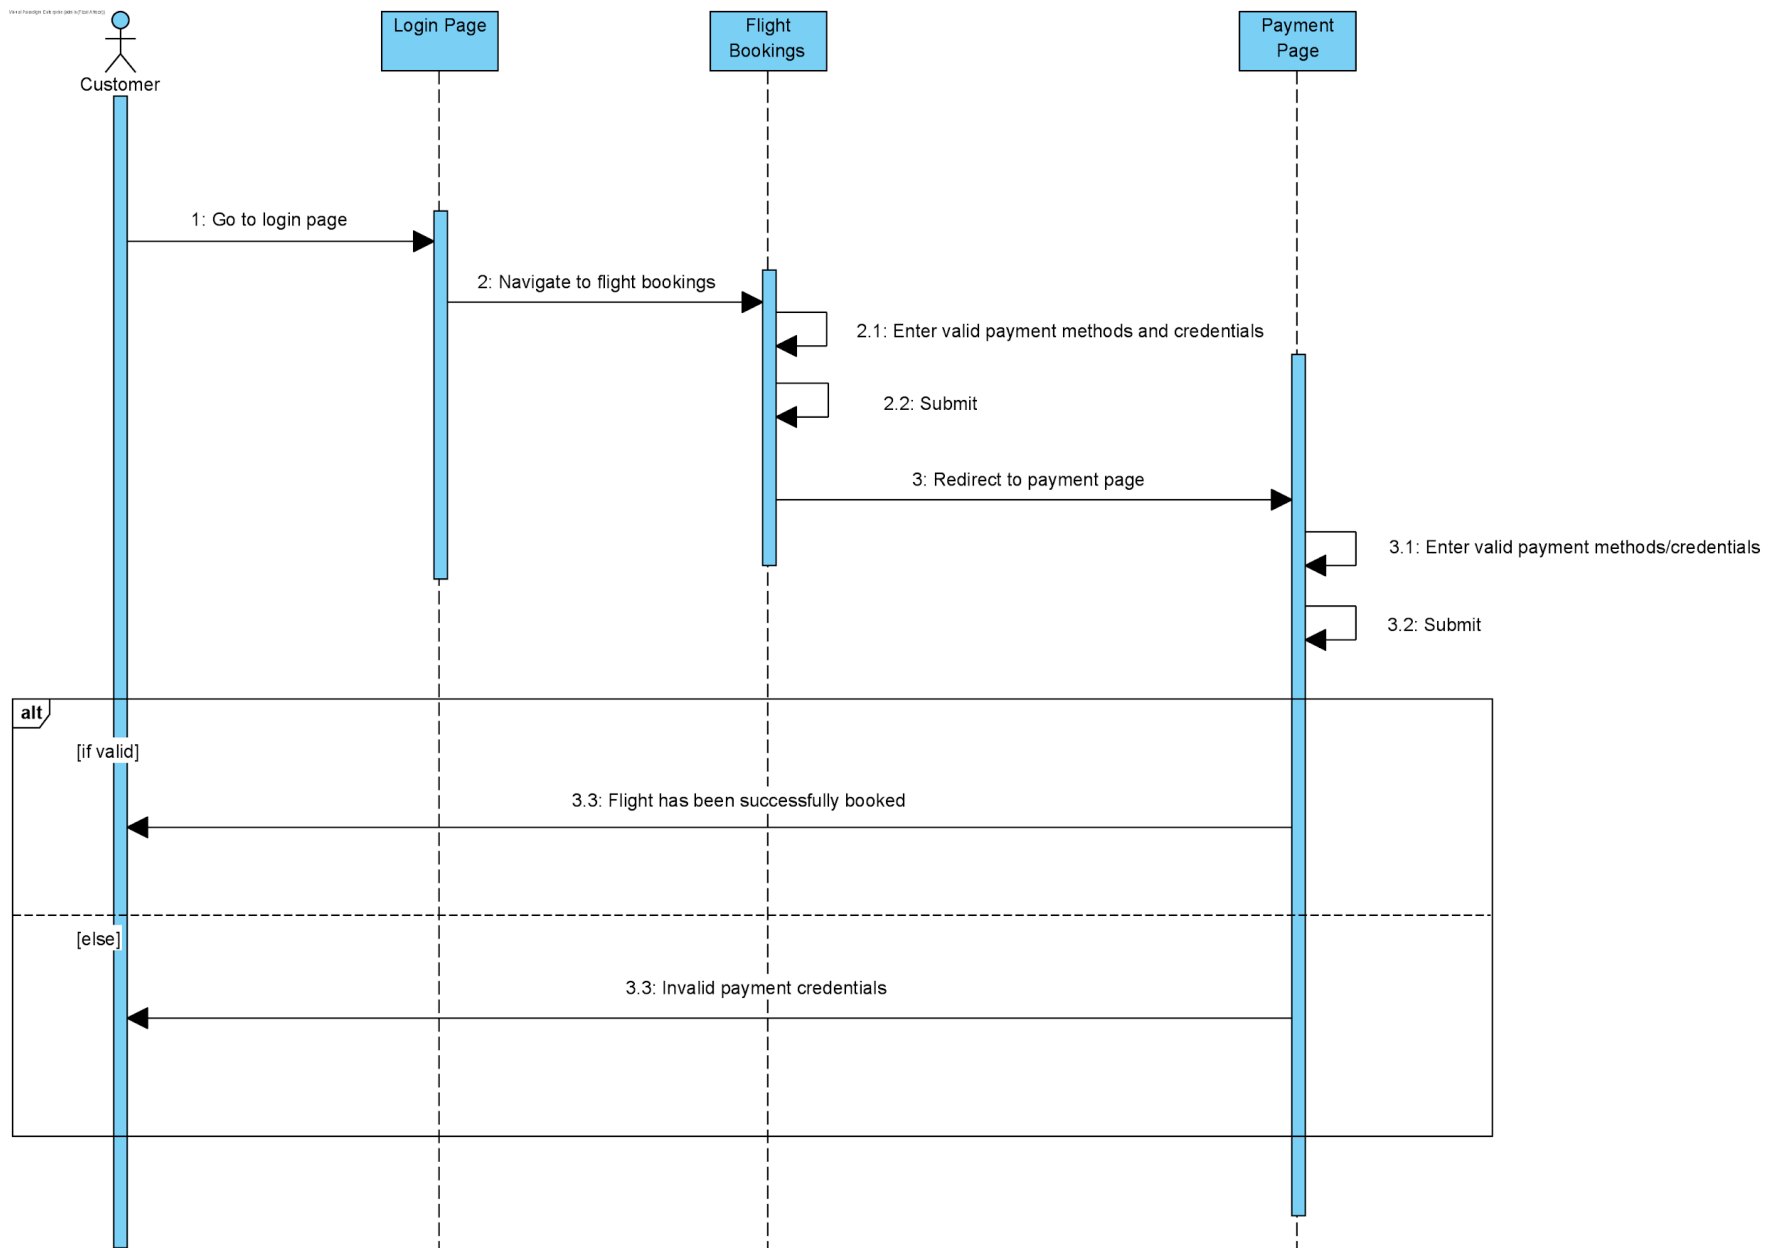 Customer
Login Page
Flight
Bookings
Payment
Page
1: Go to login page
2: Navigate to flight bookings
2.1: Enter valid payment methods and credentials
2.2: Submit
3: Redirect to payment page
3.1: Enter valid payment methods/credentials
3.2: Submit
alt
[if valid]
3.3: Flight has been successfully booked
[else]
3.3: Invalid payment credentials